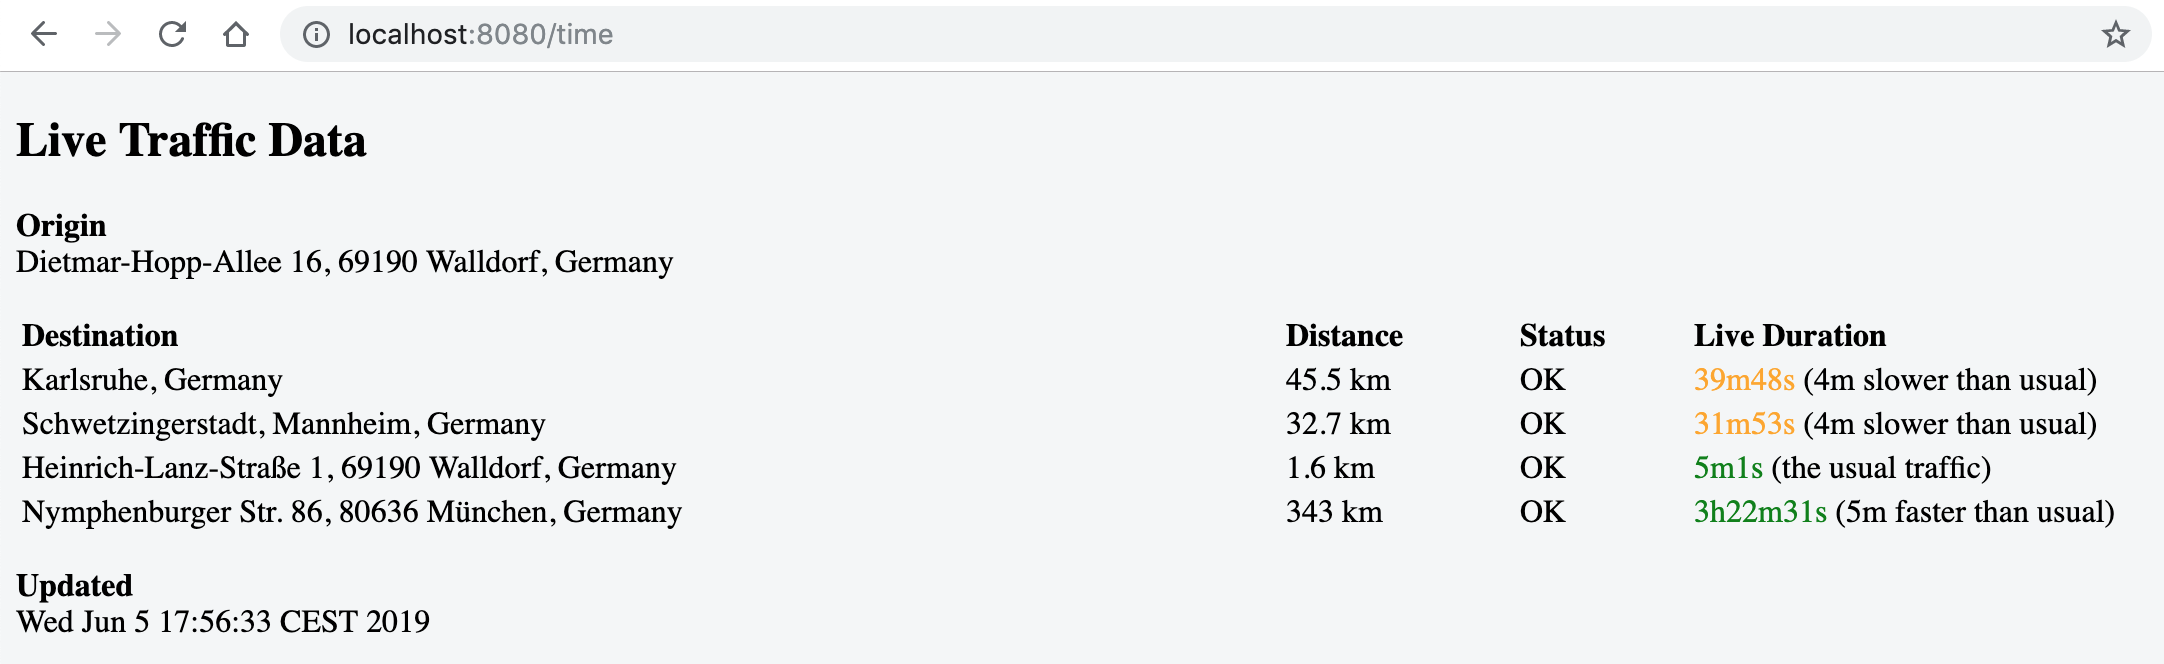 localhost:8080/time
Live Traffic Data
Origin
Dietmar-Hopp-Allee 16, 69190 Walldorf, Germany
Destination Distance Status Live Duration
Karlsruhe, Germany 45.5 km OK 39m48s (4m slower than usual)
Schwetzingerstadt, Mannheim, Germany 32.7 km OK 31m53s (4m slower than usual)
Heinrich-Lanz-Straße 1, 69190 Walldorf, Germany 1.6 km OK 5m1s (the usual traffic)
Nymphenburger Str. 86, 80636 München, Germany 343 km OK 3h22m31s (5m faster than usual)
Updated
Wed Jun 5 17:56:33 CEST 2019